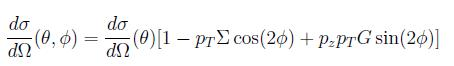 dσ/dΩ (θ, φ) = dσ/dΩ (θ)[1 − p_T Σ cos(2φ) + p_z p_T G sin(2φ)]